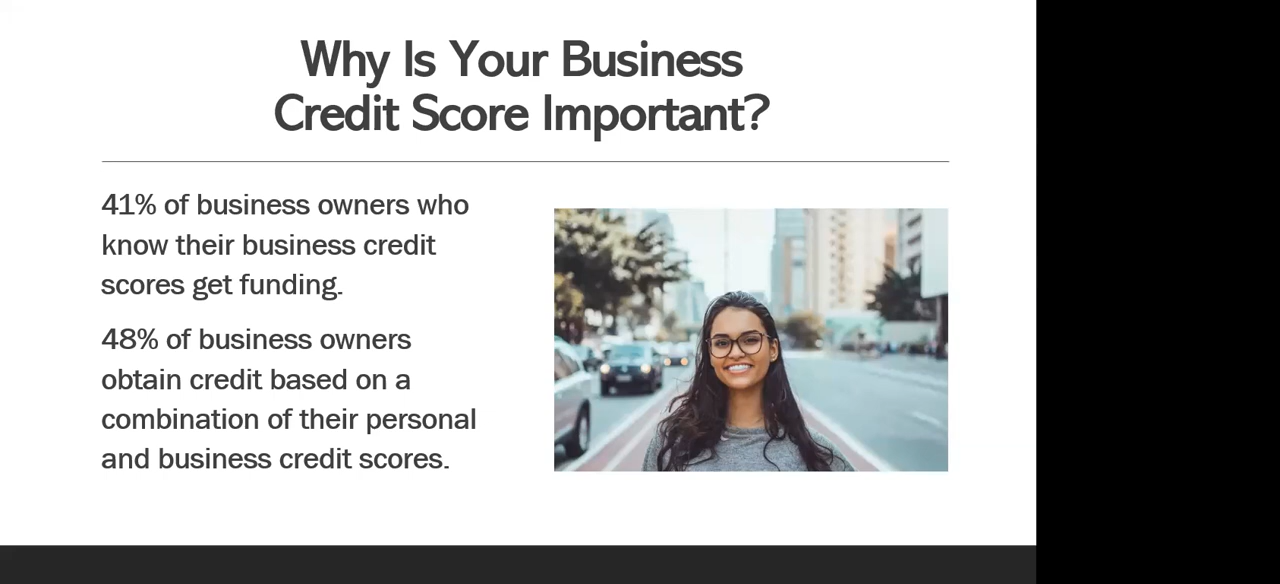 Why Is Your Business
Credit Score Important?
41% of business owners who
know their business credit
scores get funding.
48% of business owners
obtain credit based on a
combination of their personal
and business credit scores.